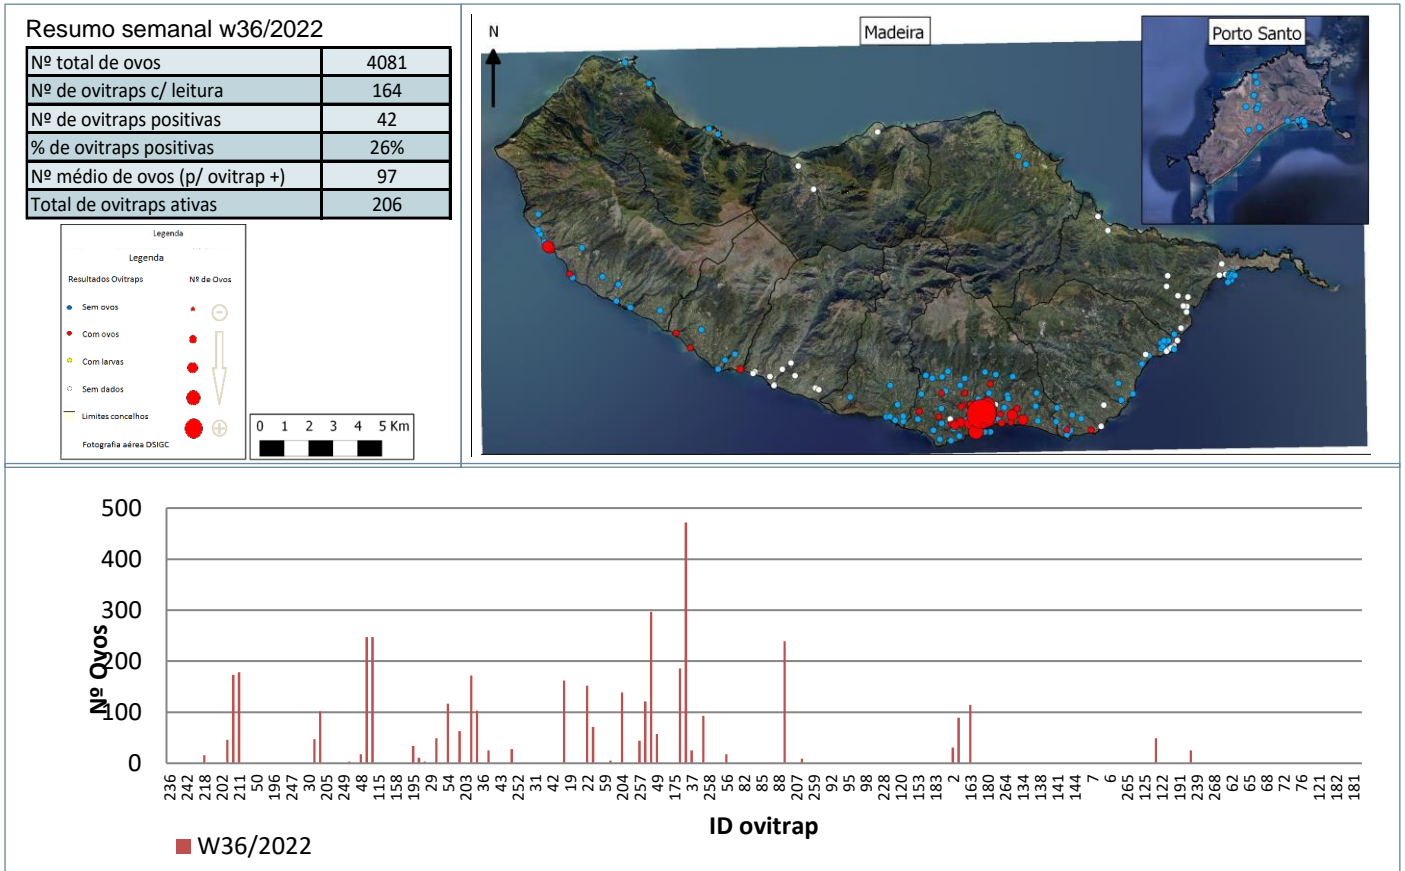 Resumo semanal w36/2022
Nº total de ovos 4081
Nº de ovitraps c/ leitura 164
Nº de ovitraps positivas 42
% de ovitraps positivas 26%
Nº médio de ovos (p/ ovitrap +) 97
Total de ovitraps ativas 206
Legenda
Legenda
Resultados Ovitraps Nº de Ovos
Sem ovos
Com ovos
Com larvas
Sem dados
Limites concelhos
Fotografia aérea DSIGC
0 1 2 3 4 5 Km
N
Madeira
Porto Santo
500
400
300
200
100
0
Nº Ovos
236 242 218 202 211 50 196 247 30 205 249 48 115 158 195 29 54 203 36 43 252 31 42 19 22 59 204 257 49 175 37 258 56 82 85 88 207 259 92 95 98 228 120 153 183 2 163 180 264 134 138 141 144 7 6 265 125 122 191 239 268 62 65 68 72 76 121 182 181
ID ovitrap
W36/2022